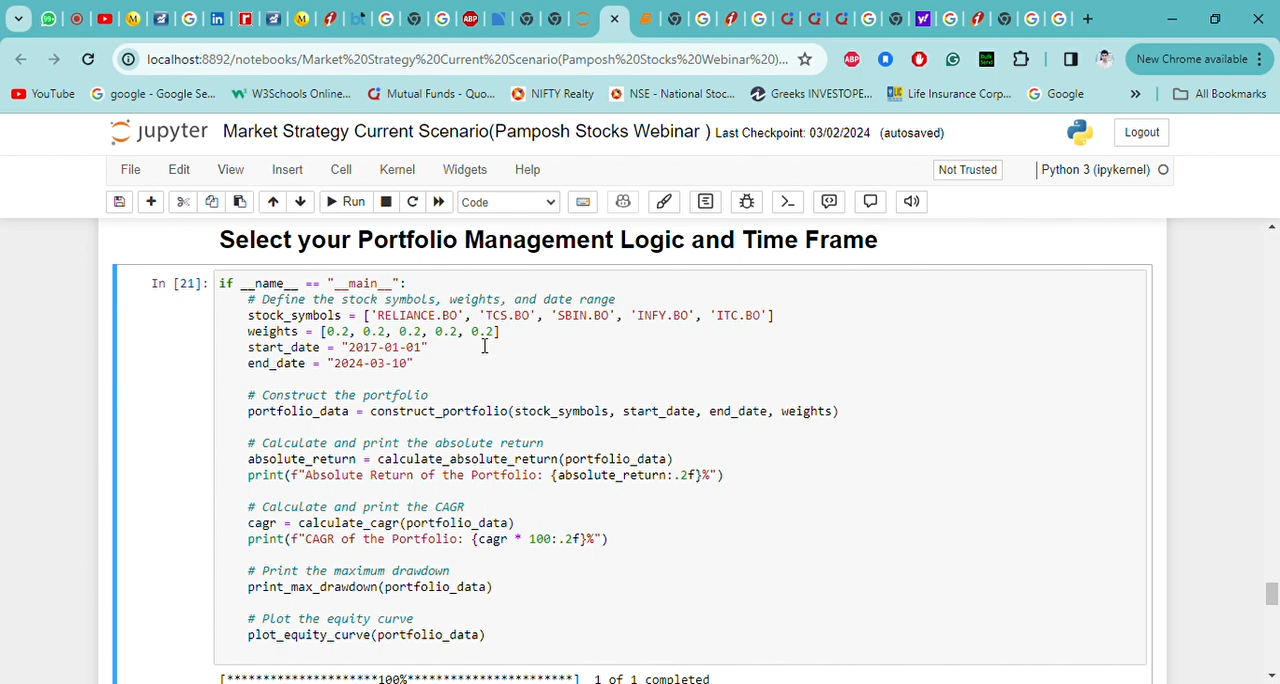 99+
localhost:8892/notebooks/Market%20Strategy%20Current%20Scenario(Pamposh%20Stocks%20Webinar%20)...
New Chrome available
YouTube
google - Google Se...
W3Schools Online...
Mutual Funds - Quo...
NIFTY Realty
NSE - National Stoc...
Greeks INVESTOPE...
Life Insurance Corp...
Google
All Bookmarks
jupyter Market Strategy Current Scenario(Pamposh Stocks Webinar ) Last Checkpoint: 03/02/2024 (autosaved)
Logout
File Edit View Insert Cell Kernel Widgets Help
Not Trusted
Python 3 (ipykernel)
Run
Code
Select your Portfolio Management Logic and Time Frame
In [21]: if __name__ == "__main__":
# Define the stock symbols, weights, and date range
stock_symbols = ['RELIANCE.BO', 'TCS.BO', 'SBIN.BO', 'INFY.BO', 'ITC.BO']
weights = [0.2, 0.2, 0.2, 0.2, 0.2]
start_date = "2017-01-01"
end_date = "2024-03-10"
# Construct the portfolio
portfolio_data = construct_portfolio(stock_symbols, start_date, end_date, weights)
# Calculate and print the absolute return
absolute_return = calculate_absolute_return(portfolio_data)
print(f"Absolute Return of the Portfolio: {absolute_return:.2f}%")
# Calculate and print the CAGR
cagr = calculate_cagr(portfolio_data)
print(f"CAGR of the Portfolio: {cagr * 100:.2f}%")
# Print the maximum drawdown
print_max_drawdown(portfolio_data)
# Plot the equity curve
plot_equity_curve(portfolio_data)
[*********************100%***********************] 1 of 1 completed